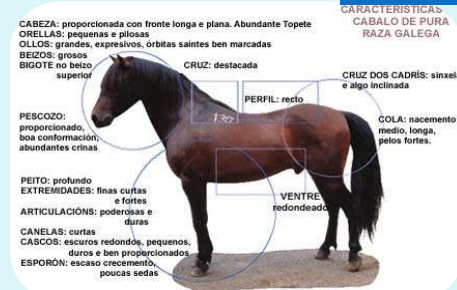 CARACTERÍSTICAS
CABALO DE PURA
RAZA GALEGA
CABEZA: proporcionada con fronte longa e plana. Abundante Topete
ORELLAS: pequenas e pilosas
OLLOS: grandes, expresivos, órbitas saintes ben marcadas
BEIZOS: grosos
BIGOTE no beizo
superior
CRUZ: destacada
CRUZ DOS CADRÍS: sinxela
e algo inclinada
PERFIL: recto
COLA: nacemento
medio, longa,
pelos fortes.
PESCOZO:
proporcionado,
boa conformación,
abundantes crinas
PEITO: profundo
EXTREMIDADES: finas curtas
e fortes
ARTICULACIÓNS: poderosas e
duras
CANELAS: curtas
CASCOS: escuros redondos, pequenos,
duros e ben proporcionados
ESPORÓN: escaso crecemento,
poucas sedas
VENTRE
redondeado